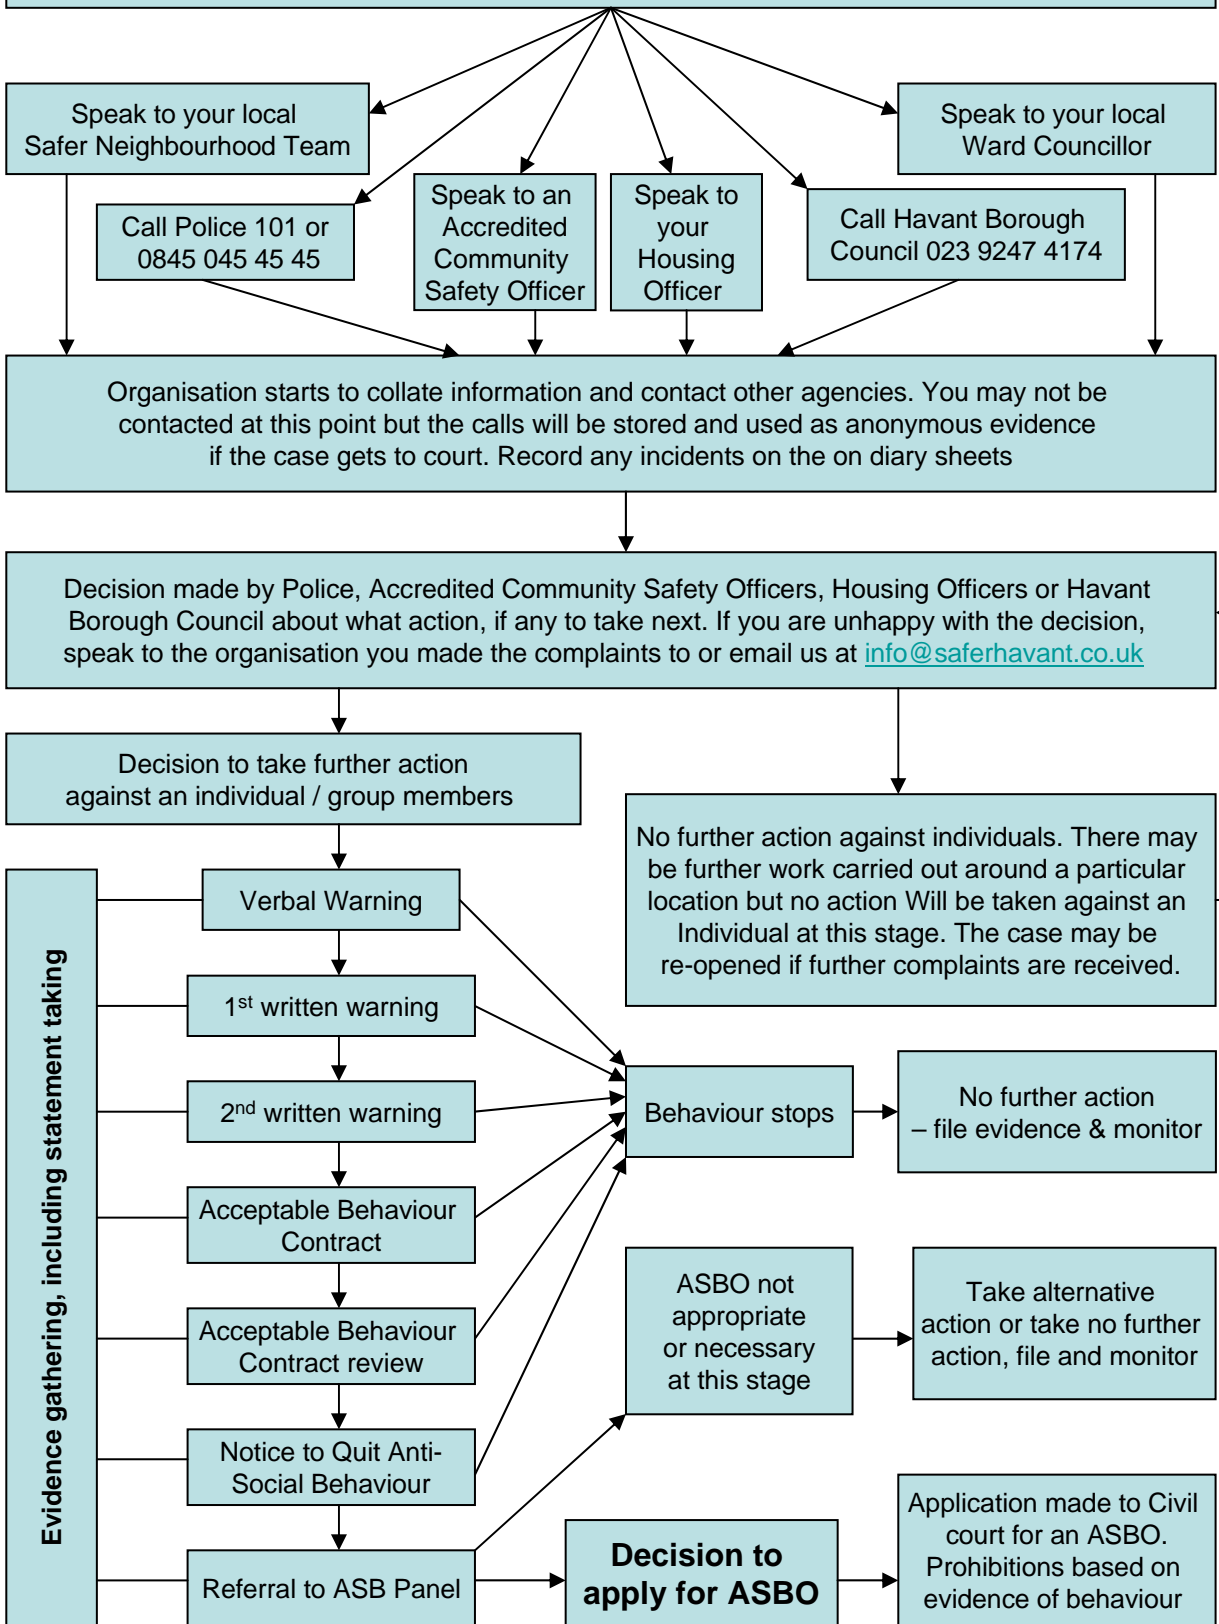 Speak to your local
Safer Neighbourhood Team
Speak to your local
Ward Councillor
Call Police 101 or
0845 045 45 45
Speak to an
Accredited
Community
Safety Officer
Speak to
your
Housing
Officer
Call Havant Borough
Council 023 9247 4174
Organisation starts to collate information and contact other agencies. You may not be
contacted at this point but the calls will be stored and used as anonymous evidence
if the case gets to court. Record any incidents on the on diary sheets
Decision made by Police, Accredited Community Safety Officers, Housing Officers or Havant
Borough Council about what action, if any to take next. If you are unhappy with the decision,
speak to the organisation you made the complaints to or email us at info@saferhavant.co.uk
Decision to take further action
against an individual / group members
No further action against individuals. There may
be further work carried out around a particular
location but no action Will be taken against an
Individual at this stage. The case may be
re-opened if further complaints are received.
Evidence gathering, including statement taking
Verbal Warning
1st written warning
2nd written warning
Behaviour stops
No further action
– file evidence & monitor
Acceptable Behaviour
Contract
Acceptable Behaviour
Contract review
ASBO not
appropriate
or necessary
at this stage
Take alternative
action or take no further
action, file and monitor
Notice to Quit Anti-
Social Behaviour
Referral to ASB Panel
Decision to
apply for ASBO
Application made to Civil
court for an ASBO.
Prohibitions based on
evidence of behaviour